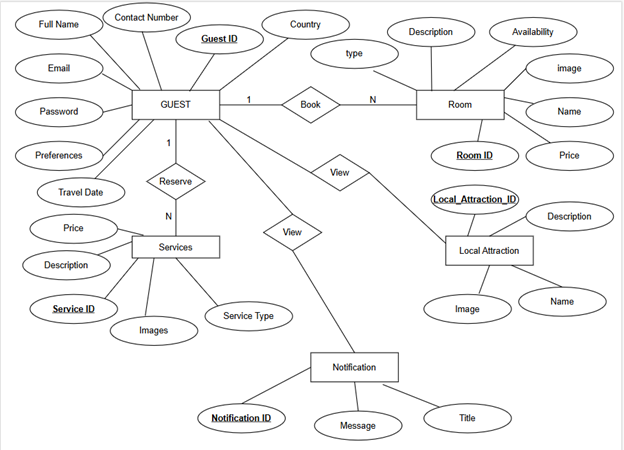 Full Name
Contact Number
Guest ID
Country
Description
Availability
type
Email
image
GUEST
1
Book
N
Room
Password
Name
Preferences
1
Room ID
Price
View
Travel Date
Reserve
Local_Attraction_ID
N
Description
Price
View
Services
Local Attraction
Description
Service ID
Images
Service Type
Image
Name
Notification
Notification ID
Message
Title